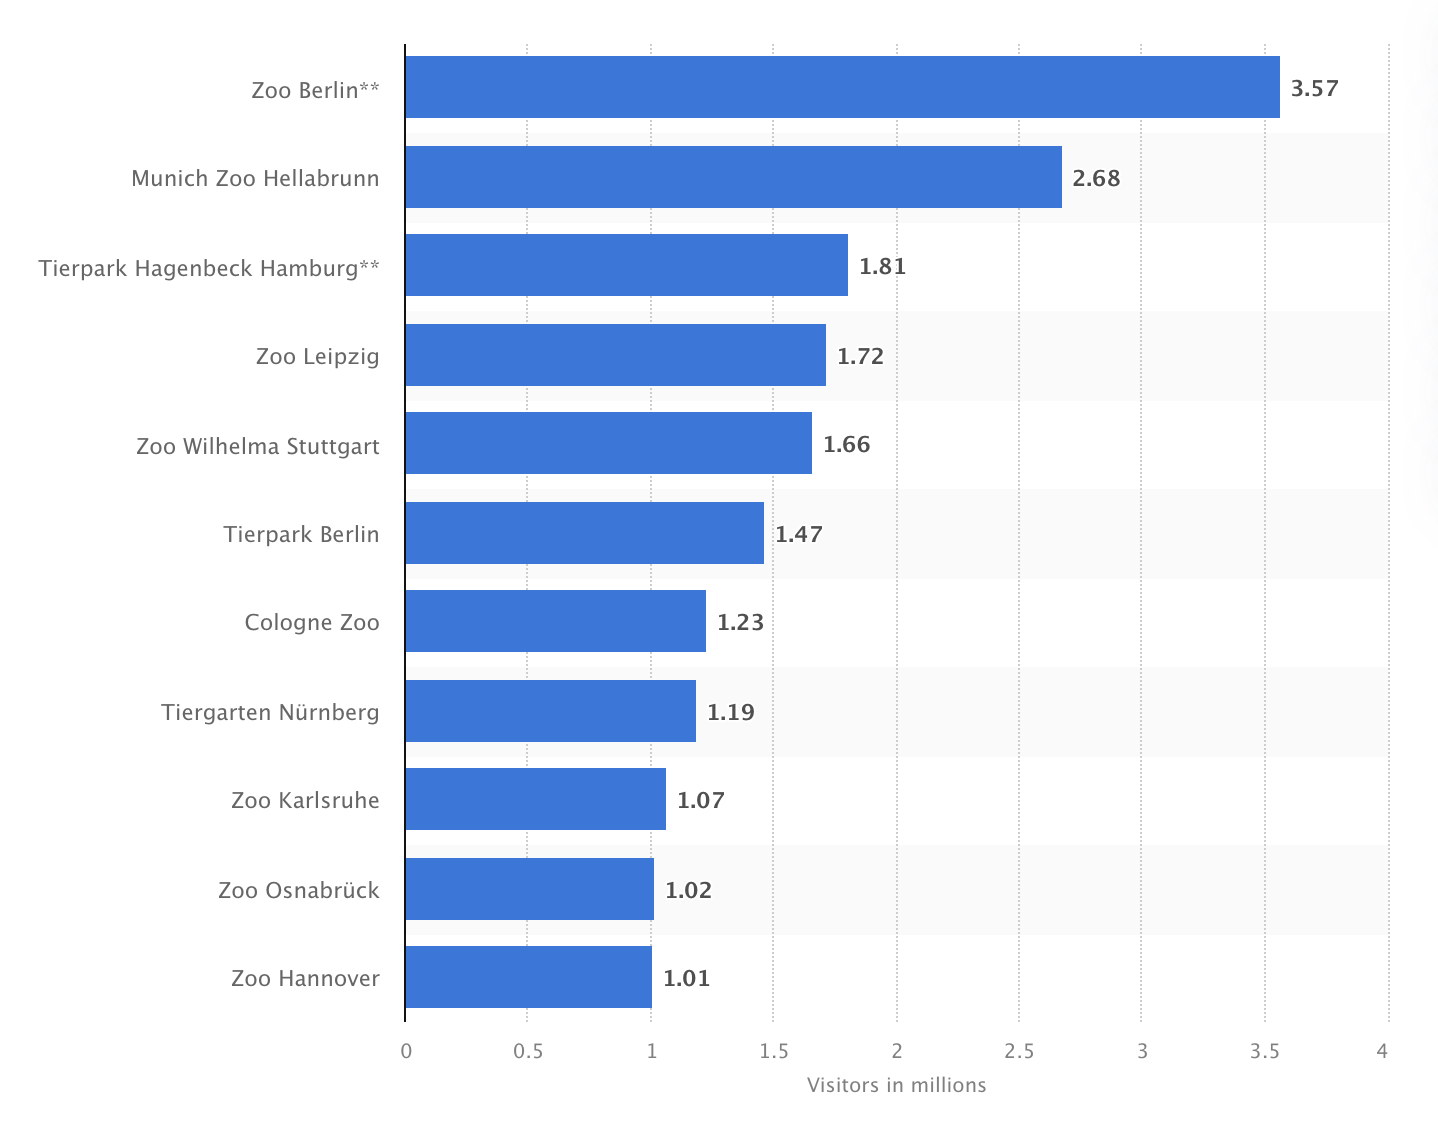 Zoo Berlin** 3.57
Munich Zoo Hellabrunn 2.68
Tierpark Hagenbeck Hamburg** 1.81
Zoo Leipzig 1.72
Zoo Wilhelma Stuttgart 1.66
Tierpark Berlin 1.47
Cologne Zoo 1.23
Tiergarten Nürnberg 1.19
Zoo Karlsruhe 1.07
Zoo Osnabrück 1.02
Zoo Hannover 1.01
0 0.5 1 1.5 2 2.5 3 3.5 4
Visitors in millions